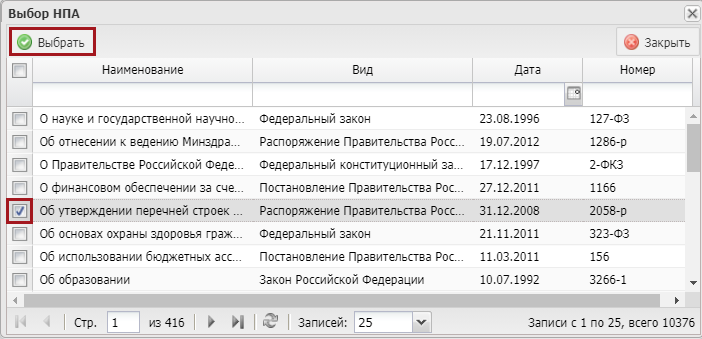 Выбор НПА
Выбрать Закрыть
Наименование Вид Дата Номер
О науке и государственной научно... Федеральный закон 23.08.1996 127-ФЗ
Об отнесении к ведению Минздра... Распоряжение Правительства Росс... 19.07.2012 1286-р
О Правительстве Российской Феде... Федеральный конституционный за... 17.12.1997 2-ФКЗ
О финансовом обеспечении за сче... Постановление Правительства Рос... 27.12.2011 1166
Об утверждении перечней строек ... Распоряжение Правительства Росс... 31.12.2008 2058-р
Об основах охраны здоровья граж... Федеральный закон 21.11.2011 323-ФЗ
Об использовании бюджетных асс... Постановление Правительства Рос... 11.03.2011 156
Об образовании Закон Российской Федерации 10.07.1992 3266-1
Стр. 1 из 416 Записей: 25 Записи с 1 по 25, всего 10376